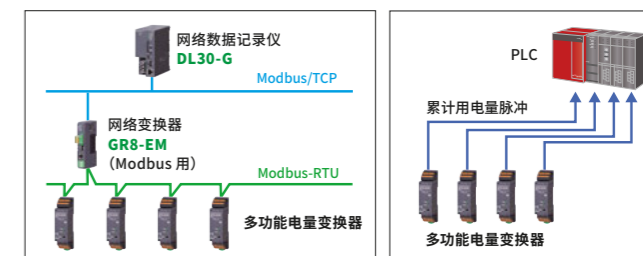 网络数据记录仪
DL30-G
Modbus/TCP
网络变换器
GR8-EM
（Modbus 用）
Modbus-RTU
多功能电量变换器
PLC
累计用电量脉冲
多功能电量变换器